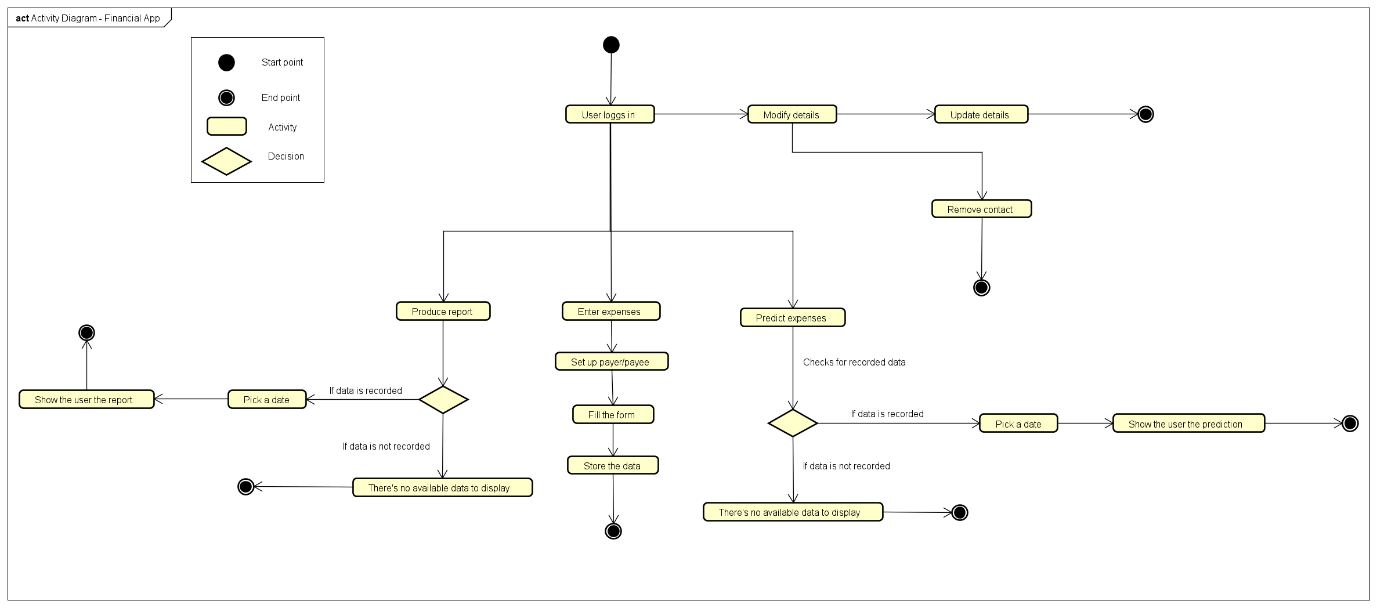 act Activity Diagram - Financial App
Start point
End point
Activity
Decision
User loggs in
Modify details
Update details
Remove contact
Produce report
Enter expenses
Predict expenses
Set up payer/payee
Checks for recorded data
Show the user the report
Pick a date
If data is recorded
Fill the form
If data is recorded
Pick a date
Show the user the prediction
If data is not recorded
Store the data
If data is not recorded
There's no available data to display
There's no available data to display